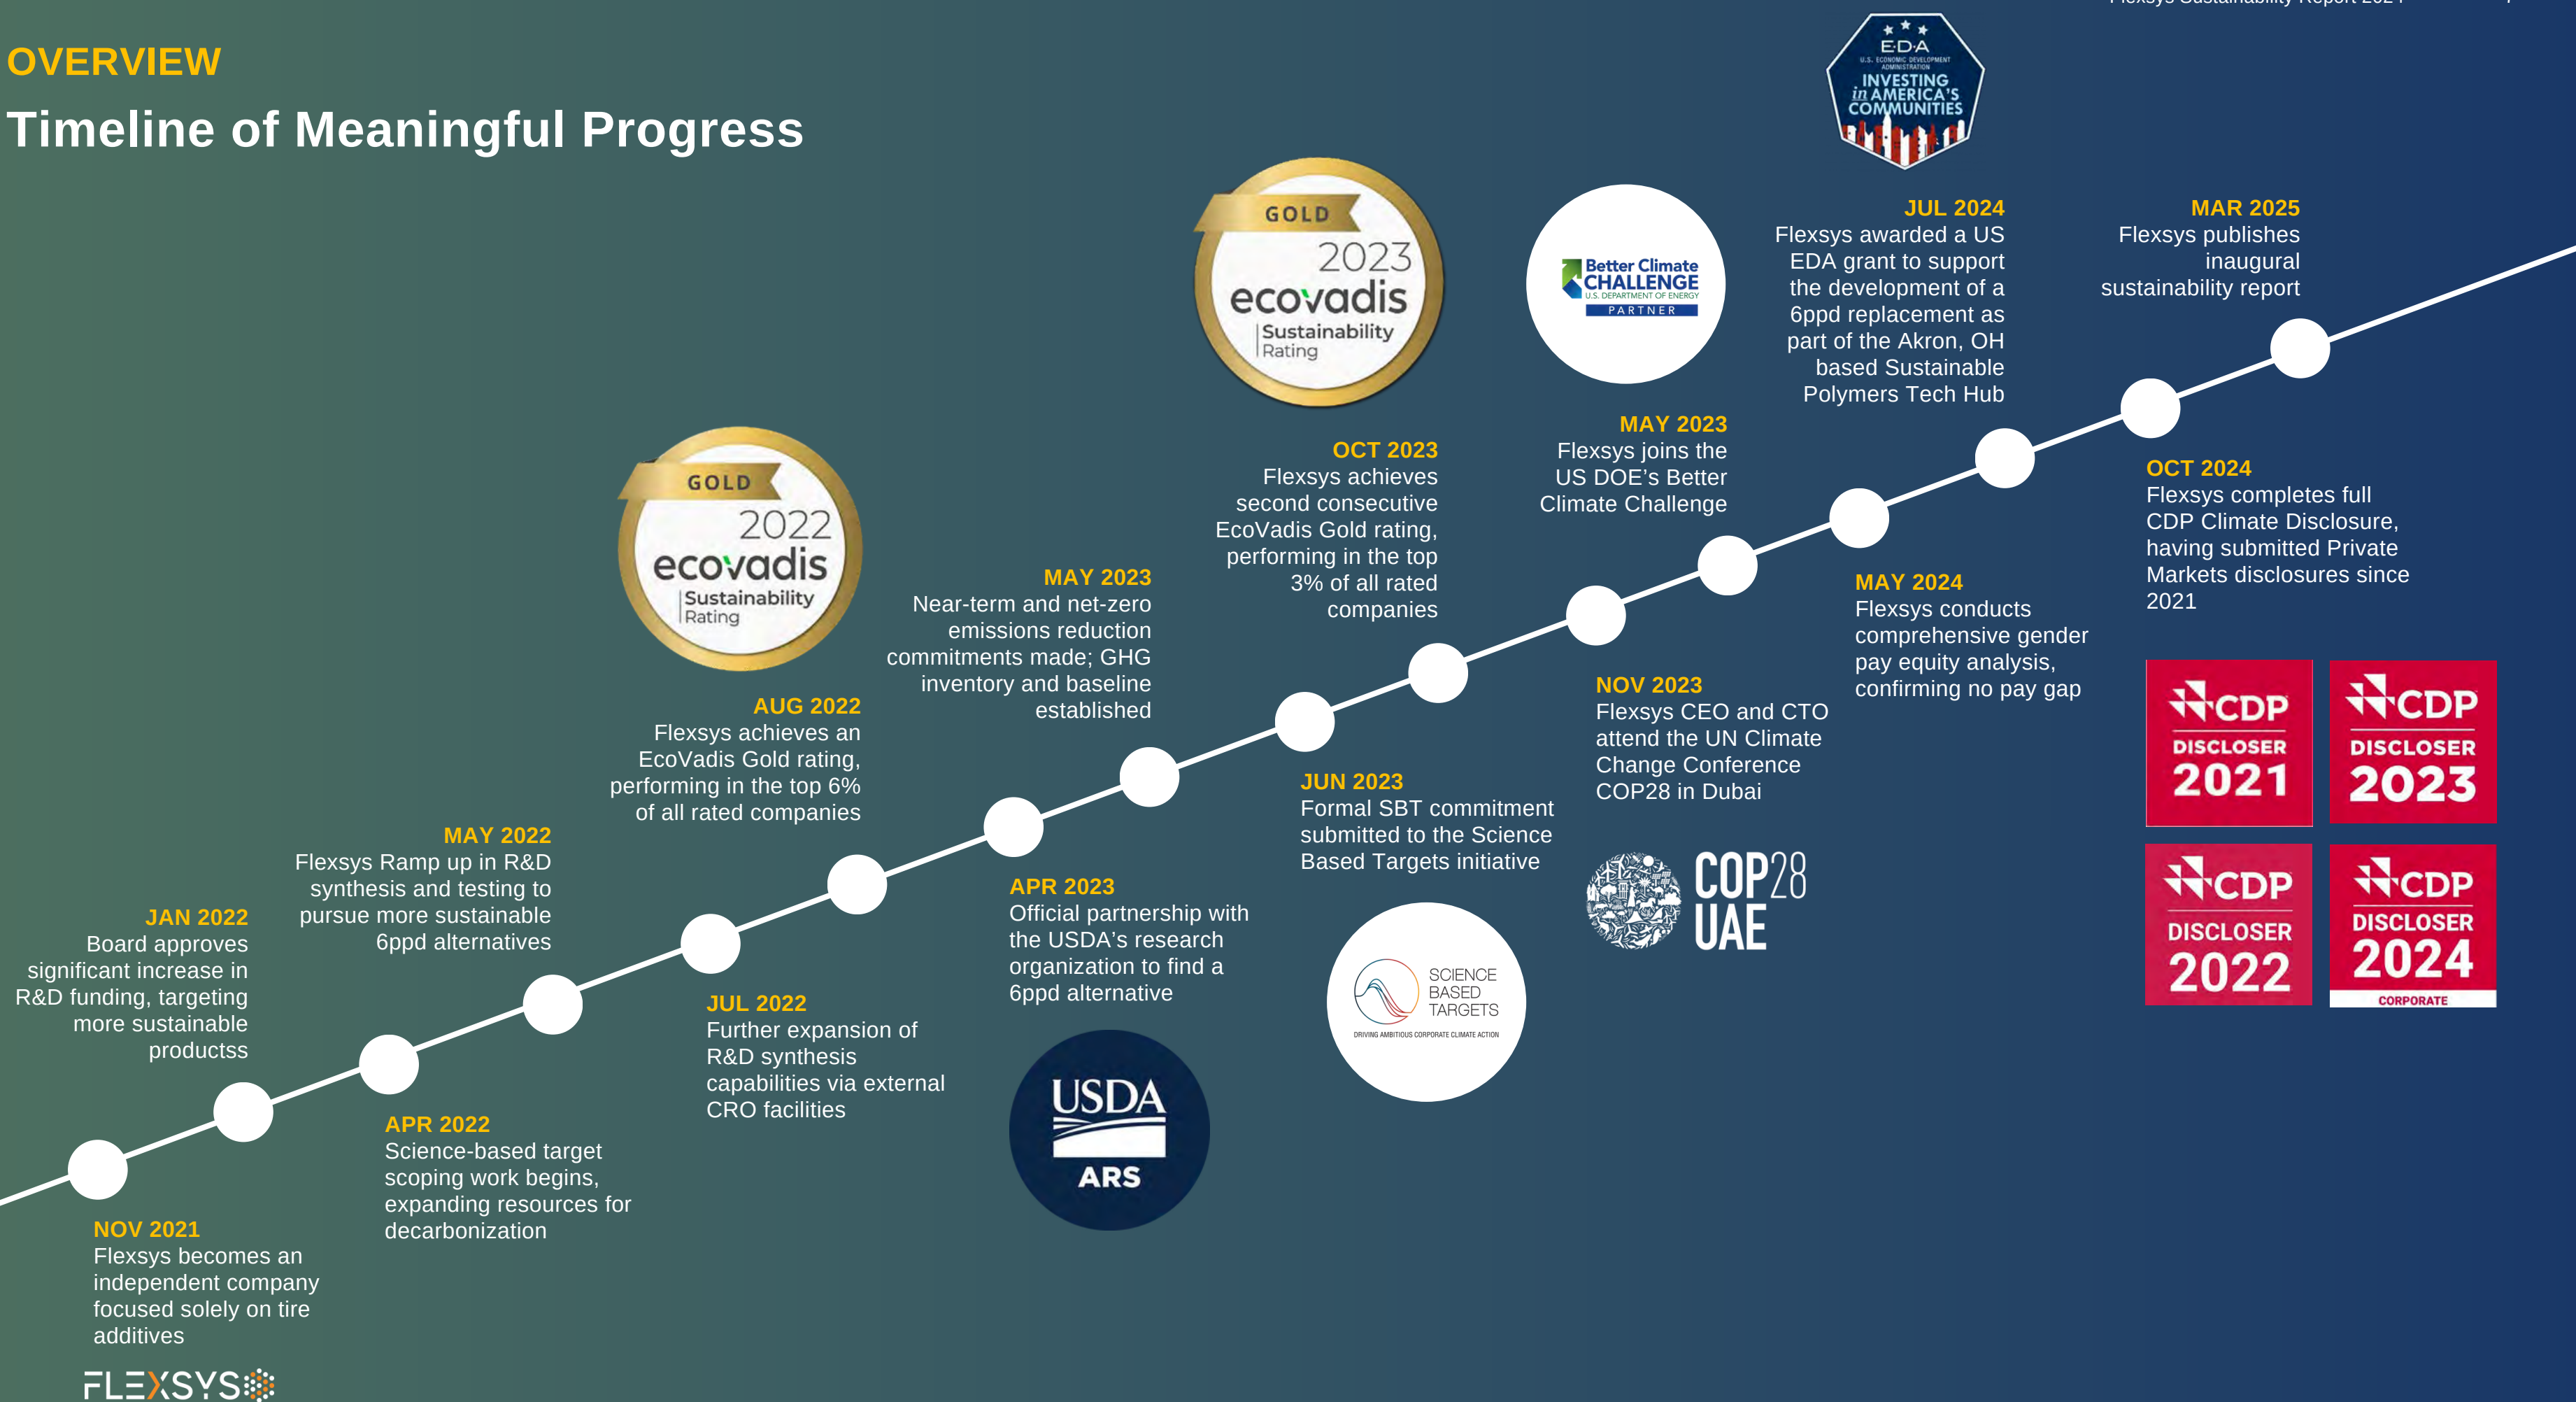 OVERVIEW
Timeline of Meaningful Progress
NOV 2021
Flexsys becomes an
independent company
focused solely on tire
additives
FLEXSYS
JAN 2022
Board approves
significant increase in
R&D funding, targeting
more sustainable
productss
APR 2022
Science-based target
scoping work begins,
expanding resources for
decarbonization
MAY 2022
Flexsys Ramp up in R&D
synthesis and testing to
pursue more sustainable
6ppd alternatives
JUL 2022
Further expansion of
R&D synthesis
capabilities via external
CRO facilities
GOLD
2022
ecovadis
Sustainability
Rating
AUG 2022
Flexsys achieves an
EcoVadis Gold rating,
performing in the top 6%
of all rated companies
APR 2023
Official partnership with
the USDA's research
organization to find a
6ppd alternative
USDA
ARS
MAY 2023
Near-term and net-zero
emissions reduction
commitments made; GHG
inventory and baseline
established
JUN 2023
Formal SBT commitment
submitted to the Science
Based Targets initiative
SCIENCE
BASED
TARGETS
DRIVING AMBITIOUS CORPORATE CLIMATE ACTION
GOLD
2023
ecovadis
Sustainability
Rating
OCT 2023
Flexsys achieves
second consecutive
EcoVadis Gold rating,
performing in the top
3% of all rated
companies
NOV 2023
Flexsys CEO and CTO
attend the UN Climate
Change Conference
COP28 in Dubai
COP28
UAE
Better Climate
CHALLENGE
U.S. DEPARTMENT OF ENERGY
PARTNER
MAY 2023
Flexsys joins the
US DOE’s Better
Climate Challenge
MAY 2024
Flexsys conducts
comprehensive gender
pay equity analysis,
confirming no pay gap
E·D·A
U.S. ECONOMIC DEVELOPMENT
ADMINISTRATION
INVESTING
in AMERICA'S
COMMUNITIES
JUL 2024
Flexsys awarded a US
EDA grant to support
the development of a
6ppd replacement as
part of the Akron, OH
based Sustainable
Polymers Tech Hub
OCT 2024
Flexsys completes full
CDP Climate Disclosure,
having submitted Private
Markets disclosures since
2021
CDP
DISCLOSER
2021
CDP
DISCLOSER
2023
CDP
DISCLOSER
2022
CDP
DISCLOSER
2024
CORPORATE
MAR 2025
Flexsys publishes
inaugural
sustainability report